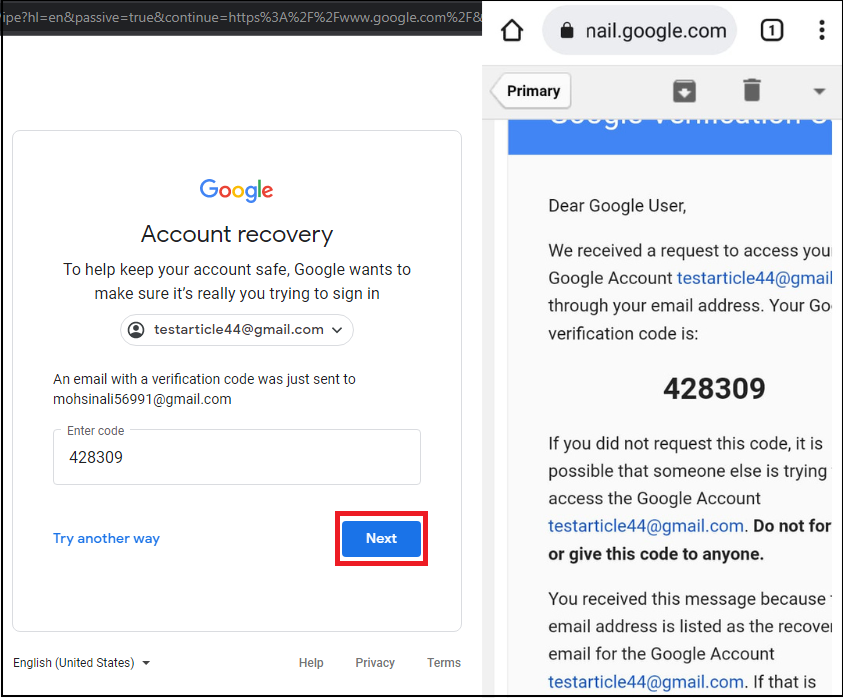 ipe?hl=en&passive=true&continue=https%3A%2F%2Fwww.google.com%2F&
Google
Account recovery
To help keep your account safe, Google wants to
make sure it’s really you trying to sign in
testarticle44@gmail.com
An email with a verification code was just sent to
mohsinali56991@gmail.com
Enter code
428309
Try another way
Next
English (United States)
Help
Privacy
Terms
nail.google.com
1
Primary
Google Verification C
Dear Google User,
We received a request to access you
Google Account testarticle44@gmail
through your email address. Your Go
verification code is:
428309
If you did not request this code, it is
possible that someone else is trying
access the Google Account
testarticle44@gmail.com. Do not for
or give this code to anyone.
You received this message because
email address is listed as the recover
email for the Google Account
testarticle44@gmail.com. If that is